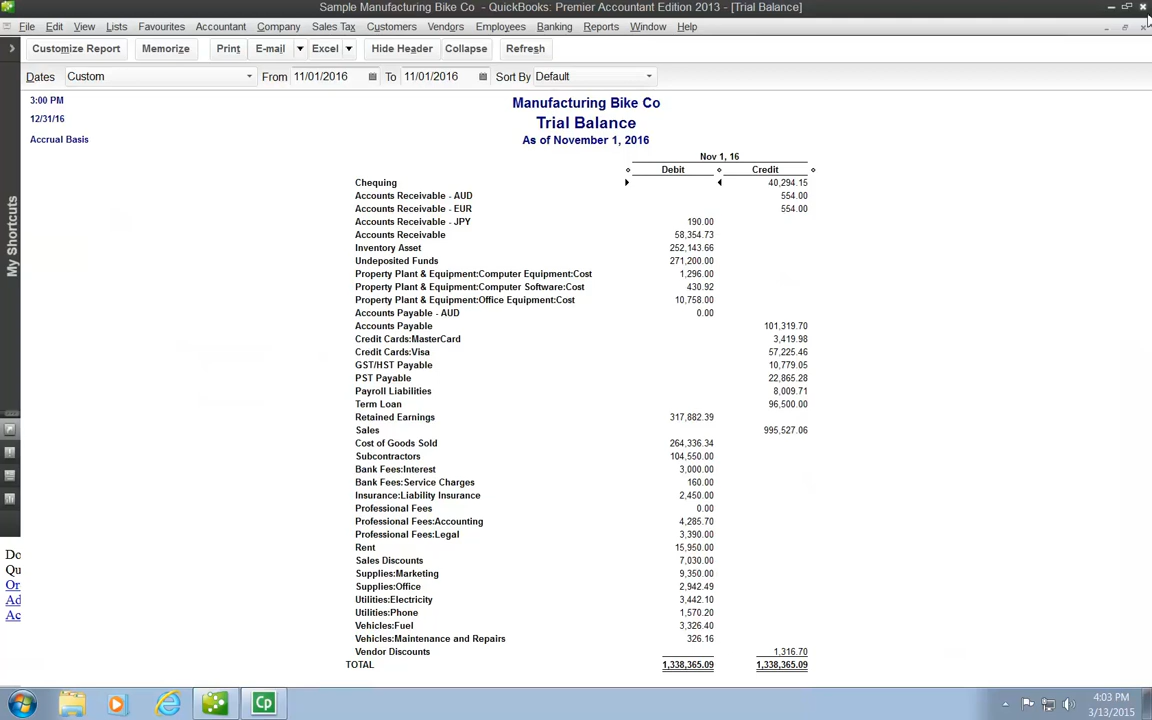 Sample Manufacturing Bike Co - QuickBooks: Premier Accountant Edition 2013 - [Trial Balance]
File Edit View Lists Favourites Accountant Company Sales Tax Customers Vendors Employees Banking Reports Window Help
Customize Report Memorize Print E-mail Excel Hide Header Collapse Refresh
Dates Custom From 11/01/2016 To 11/01/2016 Sort By Default
3:00 PM
12/31/16
Accrual Basis
Manufacturing Bike Co
Trial Balance
As of November 1, 2016
Nov 1, 16
Debit Credit
Chequing 40,294.15
Accounts Receivable - AUD 554.00
Accounts Receivable - EUR 554.00
Accounts Receivable - JPY 190.00
Accounts Receivable 58,354.73
Inventory Asset 252,143.66
Undeposited Funds 271,200.00
Property Plant & Equipment:Computer Equipment:Cost 1,296.00
Property Plant & Equipment:Computer Software:Cost 430.92
Property Plant & Equipment:Office Equipment:Cost 10,758.00
Accounts Payable - AUD 0.00
Accounts Payable 101,319.70
Credit Cards:MasterCard 3,419.98
Credit Cards:Visa 57,225.46
GST/HST Payable 10,779.05
PST Payable 22,865.28
Payroll Liabilities 8,009.71
Term Loan 96,500.00
Retained Earnings 317,882.39
Sales 995,527.06
Cost of Goods Sold 264,336.34
Subcontractors 104,550.00
Bank Fees:Interest 3,000.00
Bank Fees:Service Charges 160.00
Insurance:Liability Insurance 2,450.00
Professional Fees 0.00
Professional Fees:Accounting 4,285.70
Professional Fees:Legal 3,390.00
Rent 15,950.00
Sales Discounts 7,030.00
Supplies:Marketing 9,350.00
Supplies:Office 2,942.49
Utilities:Electricity 3,442.10
Utilities:Phone 1,570.20
Vehicles:Fuel 3,326.40
Vehicles:Maintenance and Repairs 326.16
Vendor Discounts 1,316.70
TOTAL 1,338,365.09 1,338,365.09
My Shortcuts
Do
Qu
Or
Ad
Ac
Cp
4:03 PM
3/13/2015